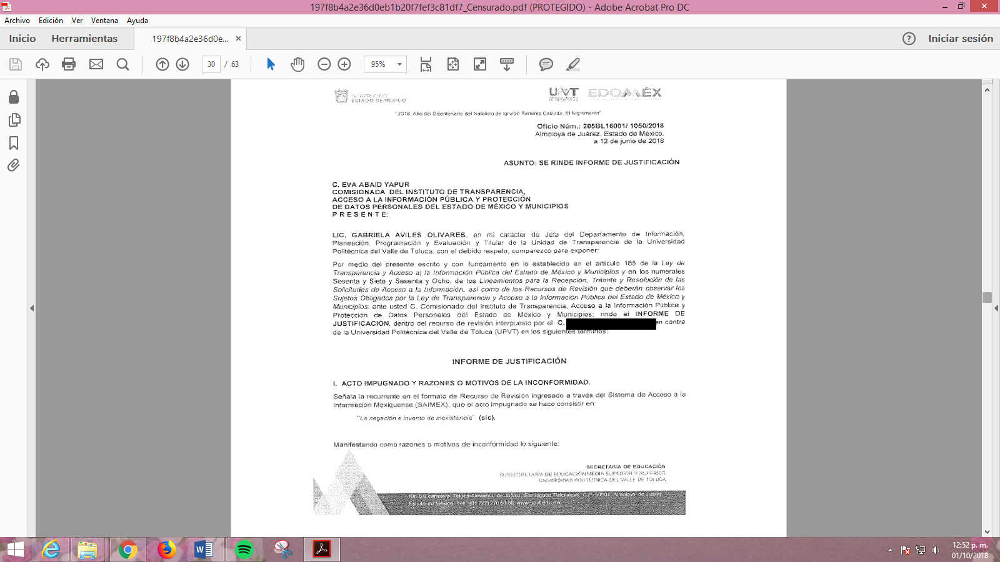 197f8b4a2e36d0eb1b20f7fef3c81df7_Censurado.pdf (PROTEGIDO) - Adobe Acrobat Pro DC
Archivo Edición Ver Ventana Ayuda
Inicio Herramientas 197f8b4a2e36d0e... × Iniciar sesión
30 / 63 95%
GOBIERNO DEL
ESTADO DE MÉXICO
UPVT EDOMÉX
"2018, Año del Bicentenario del Natalicio de Ignacio Ramírez Calzada, El Nigromante"
Oficio Núm.: 205BL16001/ 1050/2018
Almoloya de Juárez, Estado de México,
a 12 de junio de 2018
ASUNTO: SE RINDE INFORME DE JUSTIFICACIÓN
C. EVA ABAID YAPUR
COMISIONADA DEL INSTITUTO DE TRANSPARENCIA,
ACCESO A LA INFORMACIÓN PÚBLICA Y PROTECCIÓN
DE DATOS PERSONALES DEL ESTADO DE MÉXICO Y MUNICIPIOS
P R E S E N T E:
LIC. GABRIELA AVILES OLIVARES, en mi carácter de Jefa del Departamento de Información,
Planeación, Programación y Evaluación y Titular de la Unidad de Transparencia de la Universidad
Politécnica del Valle de Toluca, con el debido respeto, comparezco para exponer:
Por medio del presente escrito y con fundamento en lo establecido en el artículo 185 de la Ley de
Transparencia y Acceso a| la Información Pública del Estado de México y Municipios y en los numerales
Sesenta y Siete y Sesenta y Ocho, de los Lineamientos para la Recepción, Trámite y Resolución de las
Solicitudes de Acceso a la Información, así como de los Recursos de Revisión que deberán observar los
Sujetos Obligados por la Ley de Transparencia y Acceso a la Información Pública del Estado de México y
Municipios; ante usted C. Comisionado del Instituto de Transparencia, Acceso a la Información Pública y
Protección de Datos Personales del Estado de México y Municipios; rindo el INFORME DE
JUSTIFICACIÓN, dentro del recurso de revisión interpuesto por el C. en contra
de la Universidad Politécnica del Valle de Toluca (UPVT) en los siguientes términos:
INFORME DE JUSTIFICACIÓN
I. ACTO IMPUGNADO Y RAZONES O MOTIVOS DE LA INCONFORMIDAD.
Señala la recurrente en el formato de Recurso de Revisión ingresado a través del Sistema de Acceso a la
Información Mexiquense (SAIMEX), que el acto impugnado se hace consistir en:
"La negación e invento de inexistencia" (sic).
Manifestando como razones o motivos de inconformidad lo siguiente:
SECRETARÍA DE EDUCACIÓN
SUBSECRETARÍA DE EDUCACIÓN MEDIA SUPERIOR Y SUPERIOR
UNIVERSIDAD POLITÉCNICA DEL VALLE DE TOLUCA
Km 5.6 carretera Toluca-Almoloya de Juárez, Santiaguito Tlalcilalcali, C.P. 50904, Almoloya de Juárez,
Estado de México. Tel.: (01 722) 276 60 60, www.upvt.edu.mx
12:52 p. m.
01/10/2018